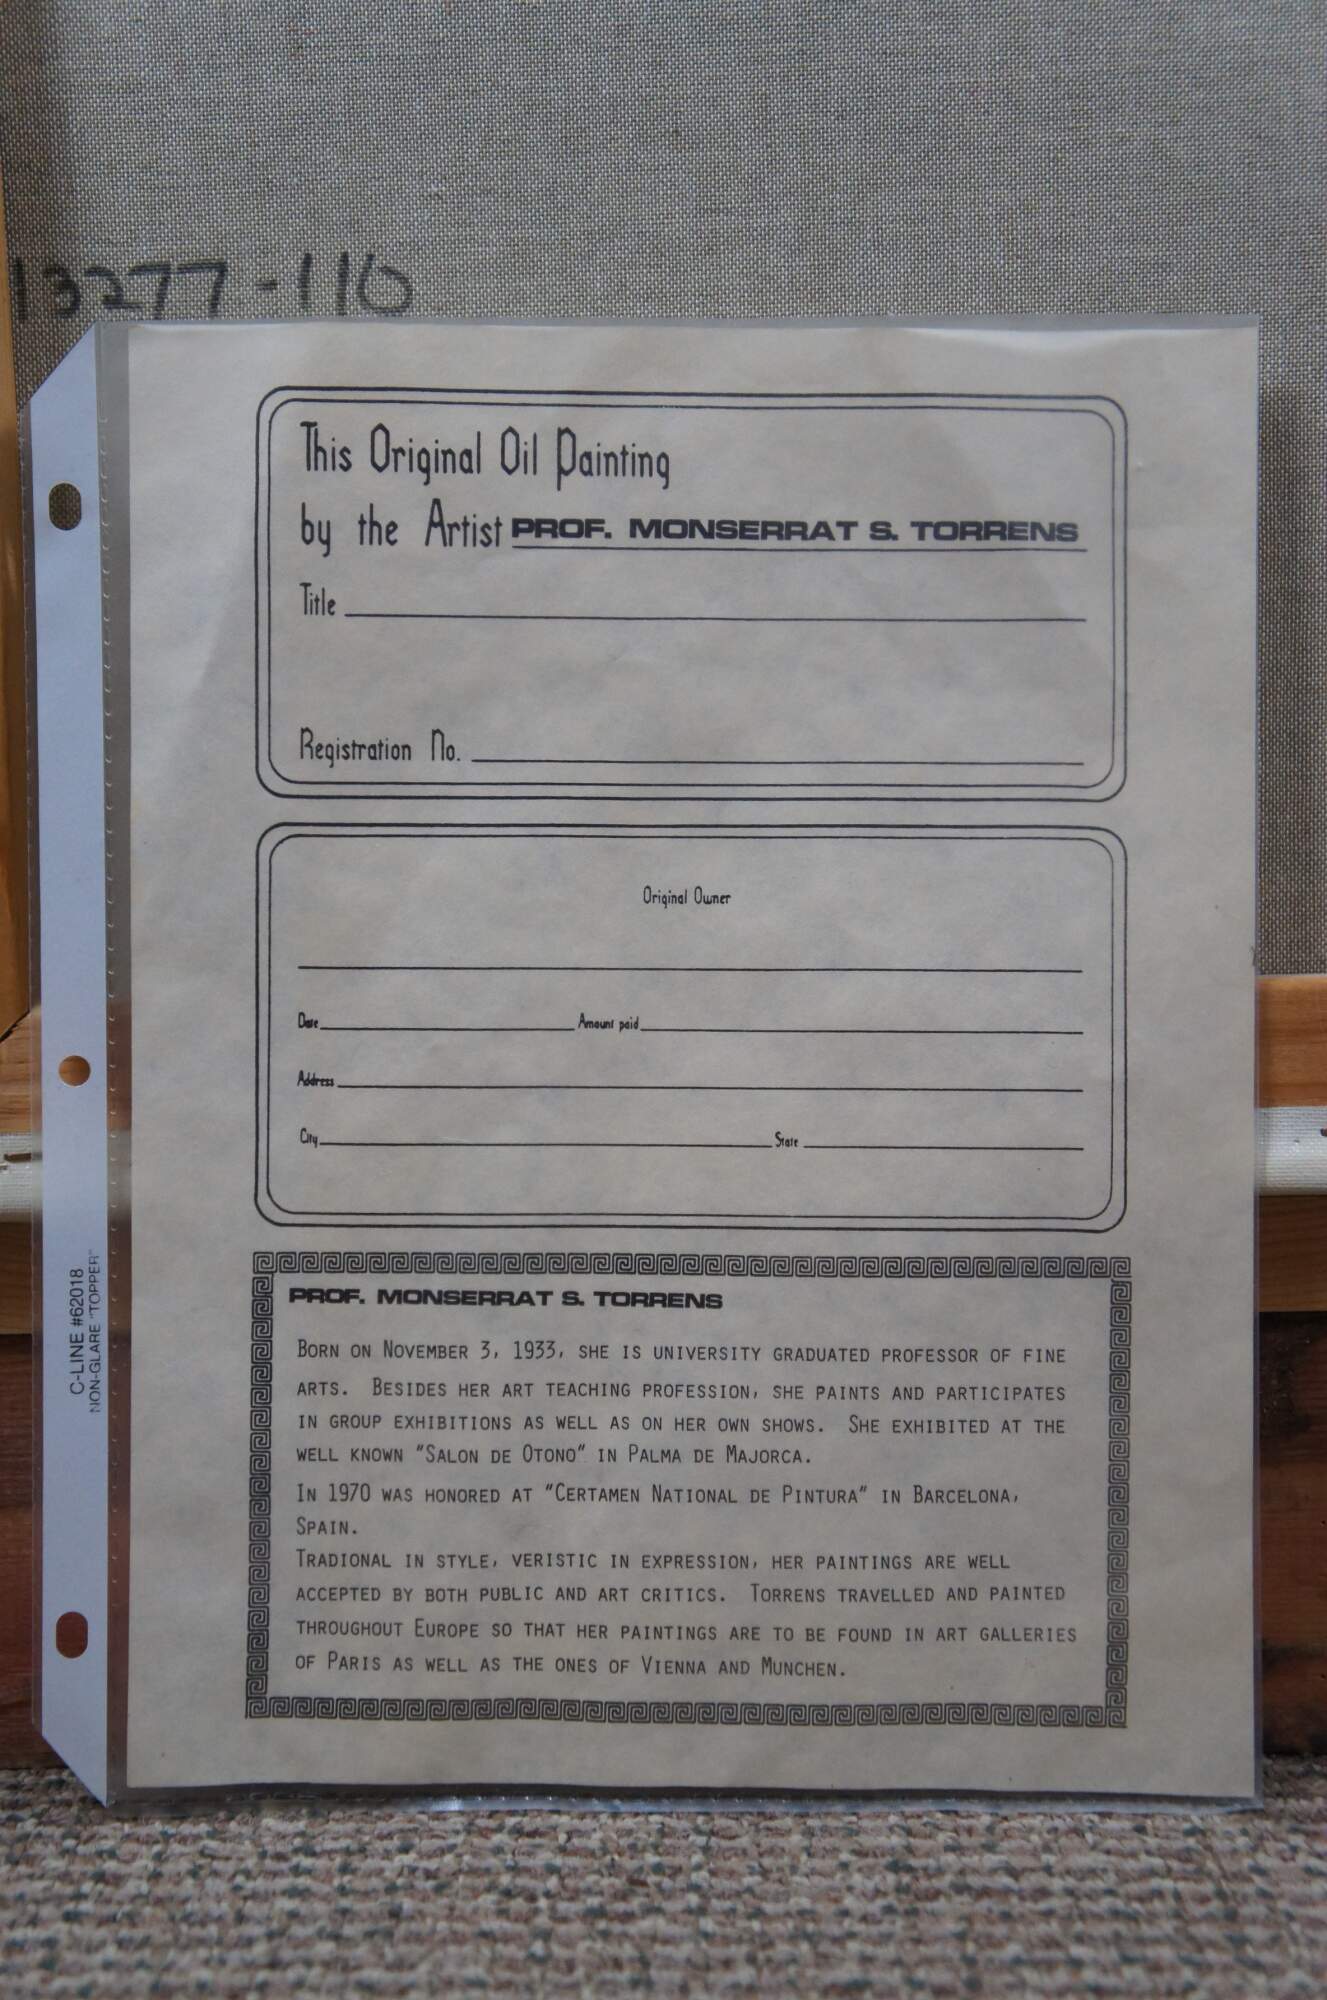 13277-110
This Original Oil Painting
by the Artist PROF. MONSERRAT S. TORRENS
Title
Registration No.
Original Owner
Date Amount paid
Address
City State
PROF. MONSERRAT S. TORRENS
BORN ON NOVEMBER 3, 1933, SHE IS UNIVERSITY GRADUATED PROFESSOR OF FINE
ARTS. BESIDES HER ART TEACHING PROFESSION, SHE PAINTS AND PARTICIPATES
IN GROUP EXHIBITIONS AS WELL AS ON HER OWN SHOWS. SHE EXHIBITED AT THE
WELL KNOWN "SALON DE OTONO" IN PALMA DE MAJORCA.
IN 1970 WAS HONORED AT "CERTAMEN NATIONAL DE PINTURA" IN BARCELONA,
SPAIN.
TRADIONAL IN STYLE, VERISTIC IN EXPRESSION, HER PAINTINGS ARE WELL
ACCEPTED BY BOTH PUBLIC AND ART CRITICS. TORRENS TRAVELLED AND PAINTED
THROUGHOUT EUROPE SO THAT HER PAINTINGS ARE TO BE FOUND IN ART GALLERIES
OF PARIS AS WELL AS THE ONES OF VIENNA AND MUNCHEN.
C-LINE #62018
NON-GLARE "TOPPER"